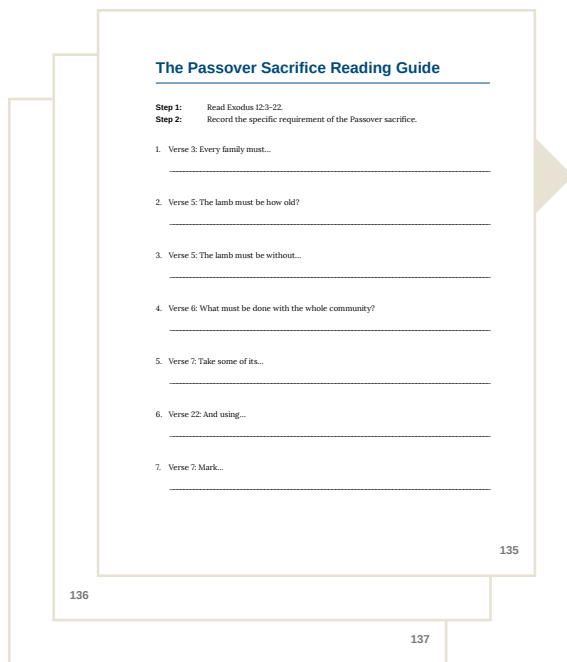 The Passover Sacrifice Reading Guide
Step 1: Read Exodus 12:3-22.
Step 2: Record the specific requirement of the Passover sacrifice.
1. Verse 3: Every family must...
2. Verse 5: The lamb must be how old?
3. Verse 5: The lamb must be without...
4. Verse 6: What must be done with the whole community?
5. Verse 7: Take some of its...
6. Verse 22: And using...
7. Verse 7: Mark...
135
136
137